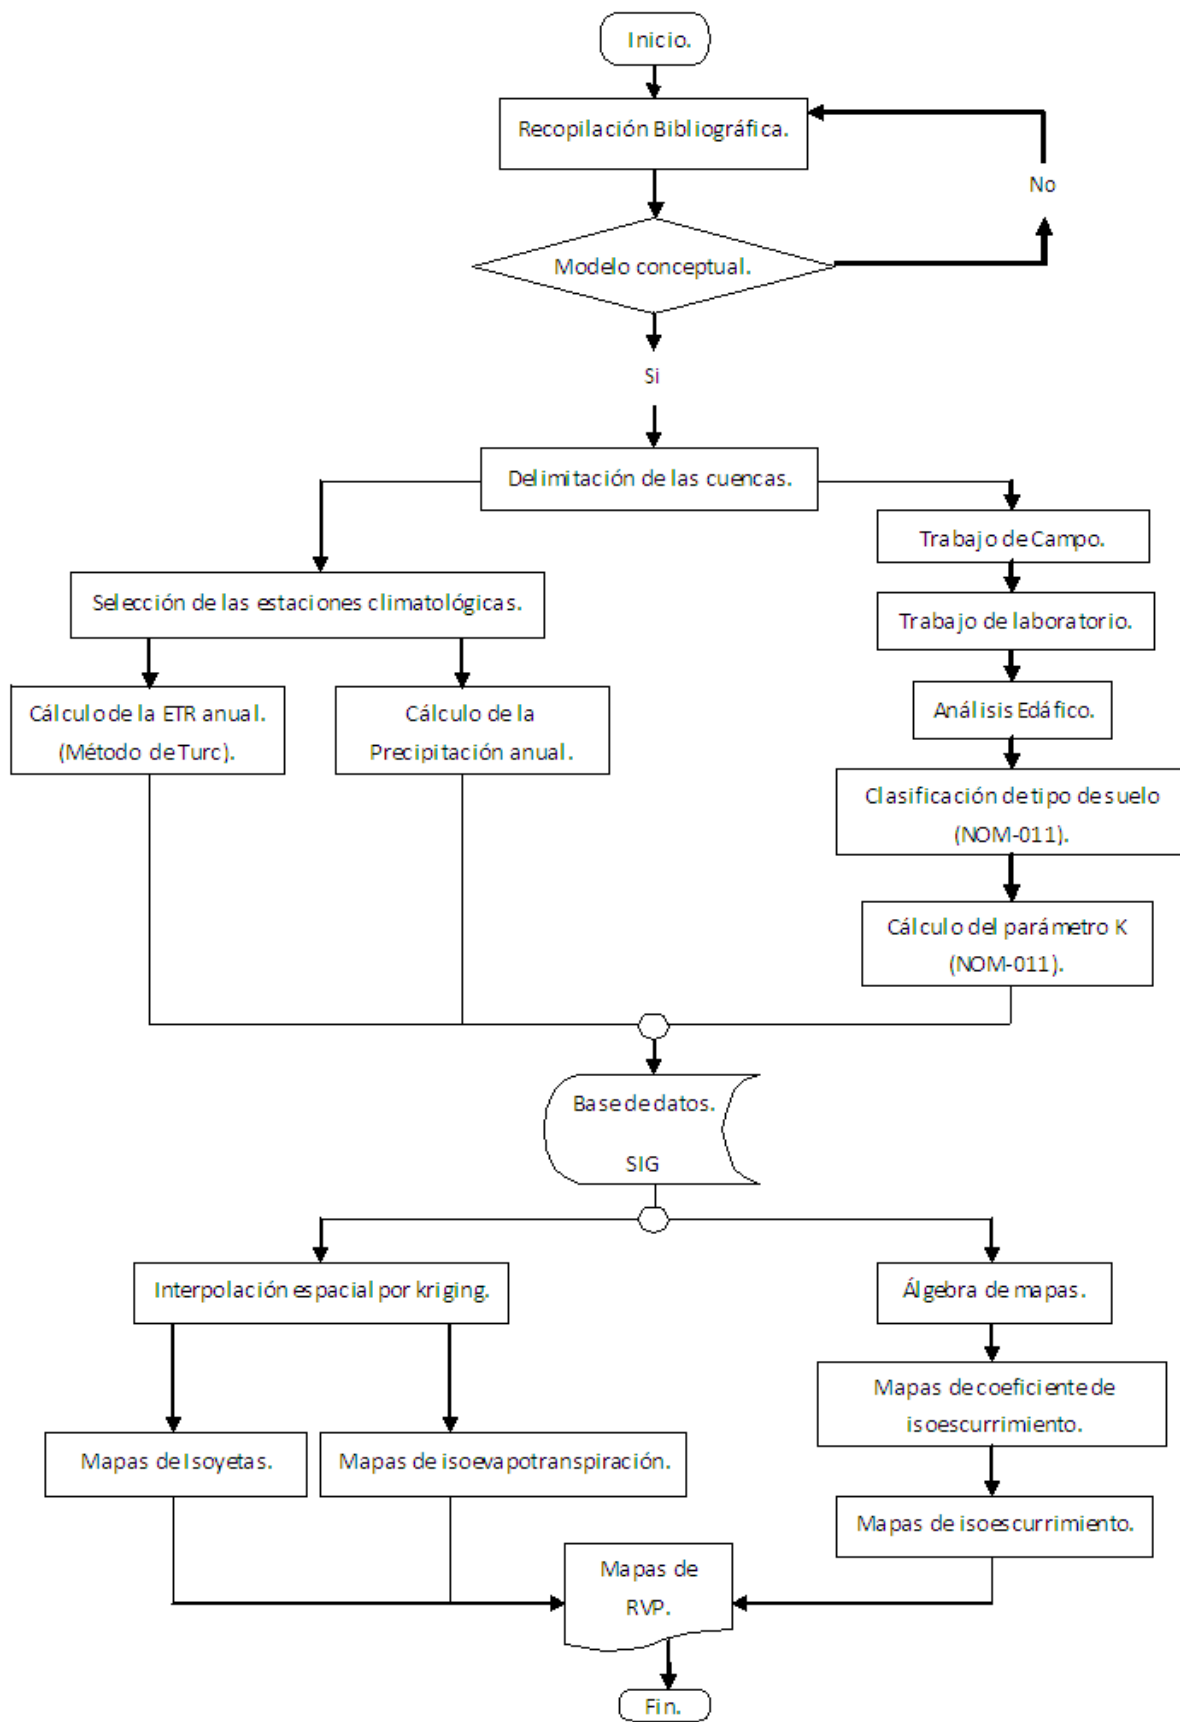 Inicio.
Recopilación Bibliográfica.
No
Modelo conceptual.
Si
Delimitación de las cuencas.
Trabajo de Campo.
Selección de las estaciones climatológicas.
Trabajo de laboratorio.
Cálculo de la ETR anual.
(Método de Turc).
Cálculo de la
Precipitación anual.
Análisis Edáfico.
Clasificación de tipo de suelo
(NOM-011).
Cálculo del parámetro K
(NOM-011).
Base de datos.
SIG
Interpolación espacial por kriging.
Álgebra de mapas.
Mapas de coeficiente de
isoescurrimiento.
Mapas de Isoyetas.
Mapas de isoevapotranspiración.
Mapas de isoescurrimiento.
Mapas de
RVP.
Fin.